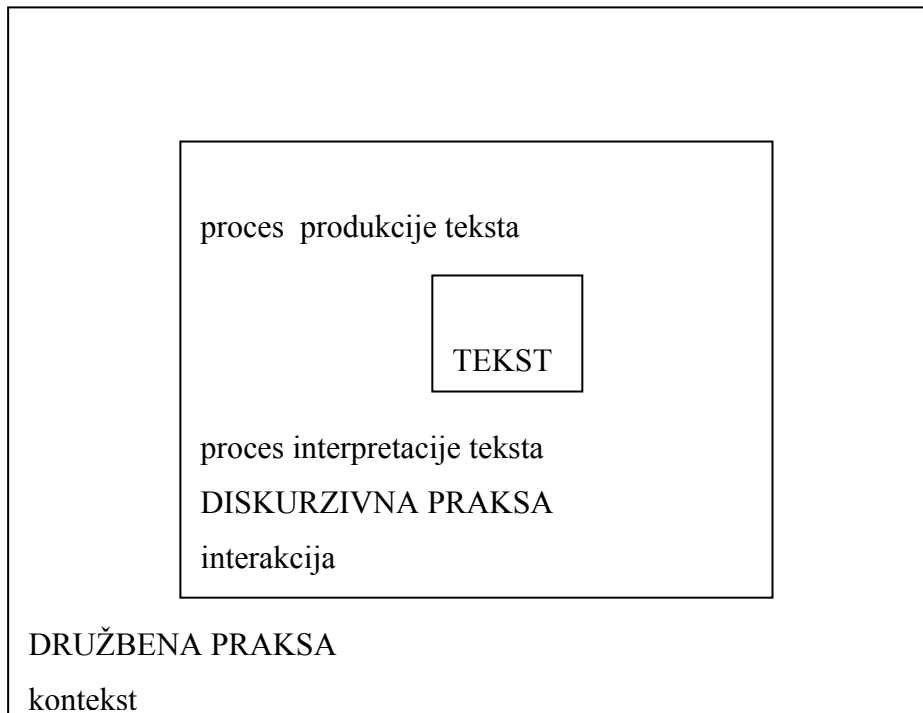 proces produkcije teksta
TEKST
proces interpretacije teksta
DISKURZIVNA PRAKSA
interakcija
DRUŽBENA PRAKSA
kontekst